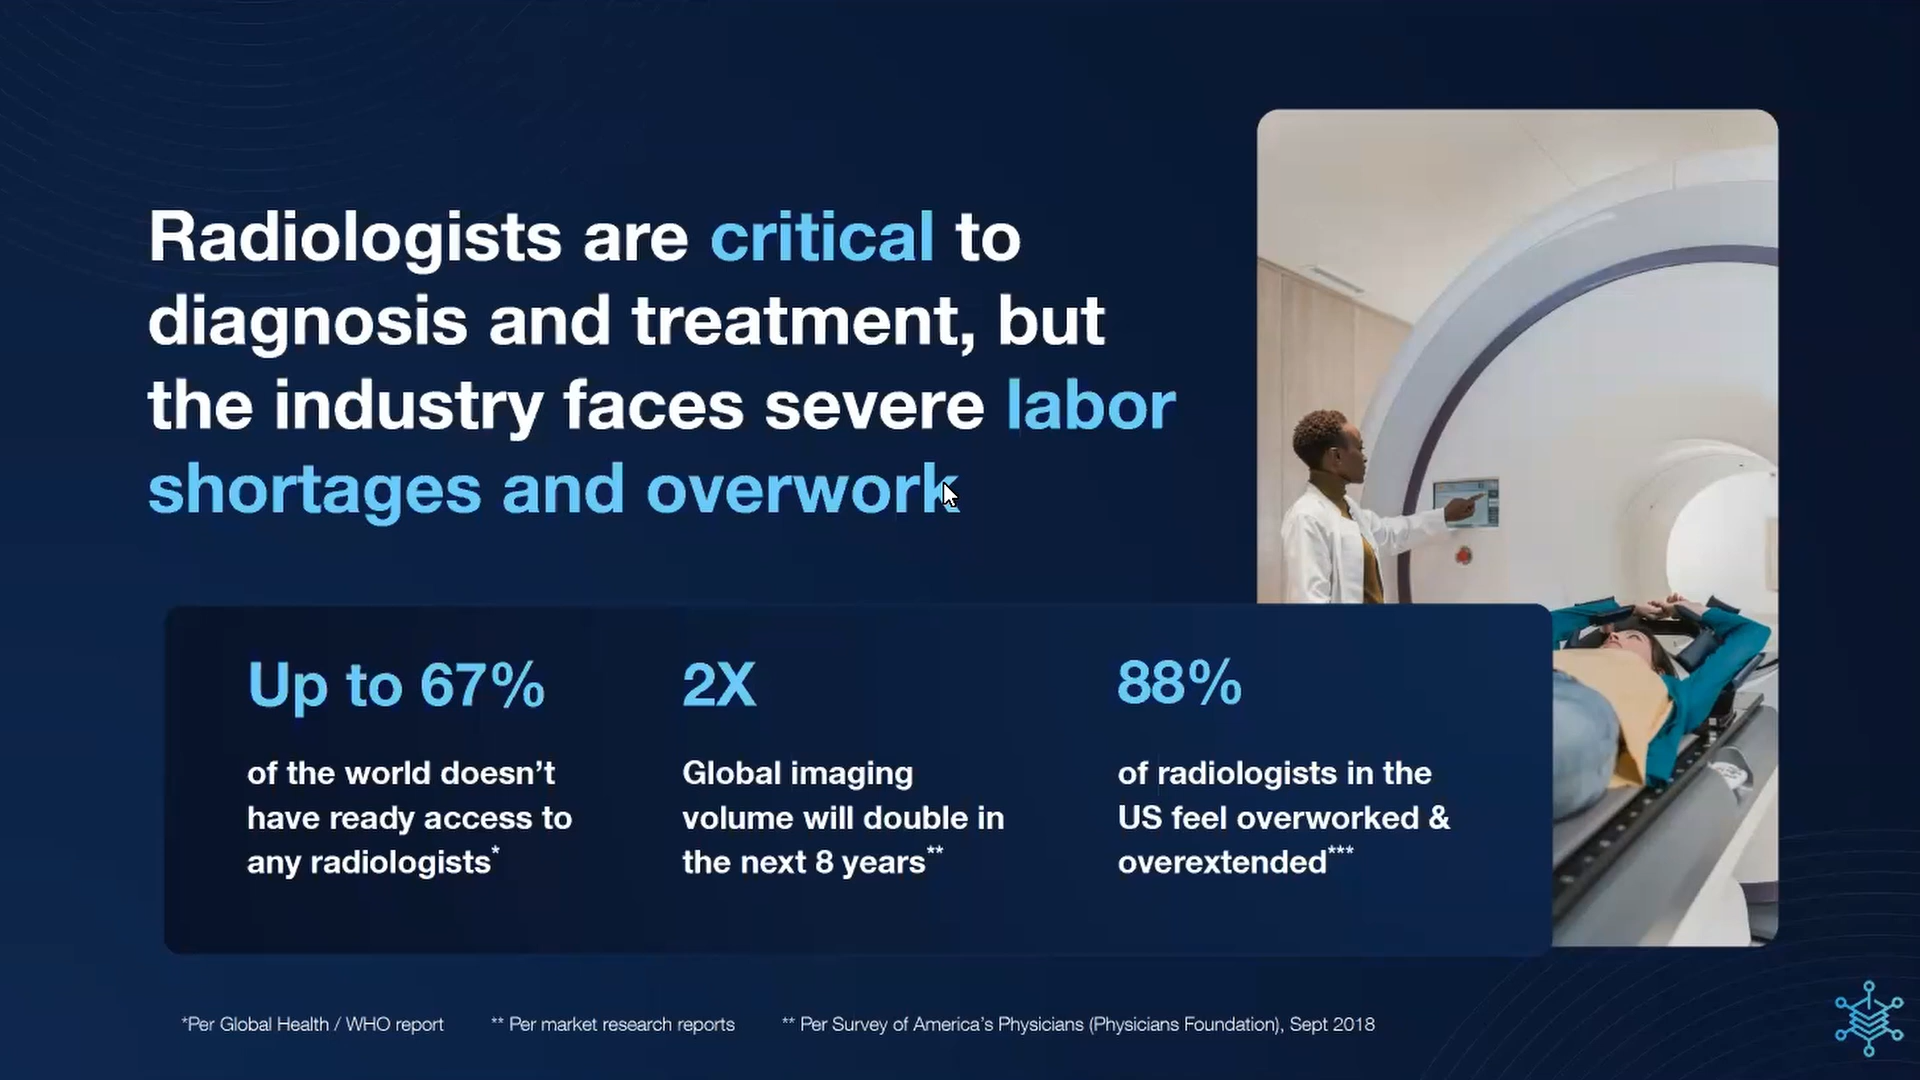 Radiologists are critical to
diagnosis and treatment, but
the industry faces severe labor
shortages and overwork
Up to 67%
of the world doesn’t
have ready access to
any radiologists*
2X
Global imaging
volume will double in
the next 8 years**
88%
of radiologists in the
US feel overworked &
overextended***
*Per Global Health / WHO report
** Per market research reports
** Per Survey of America’s Physicians (Physicians Foundation), Sept 2018